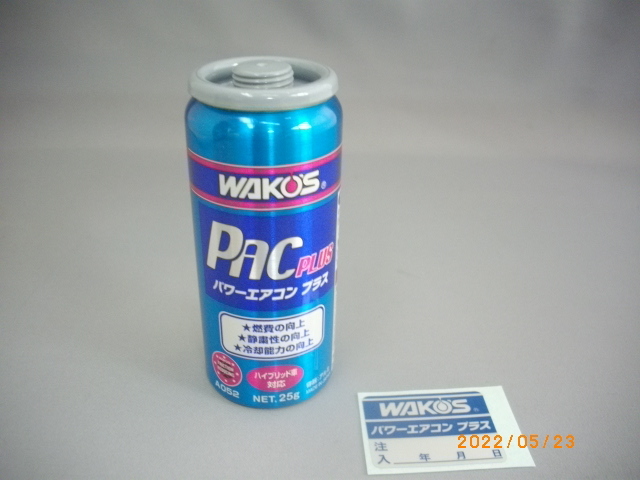 WAKO'S®
PAC PLUS
パワーエアコン プラス
★燃費の向上
★静粛性の向上
★冷却能力の向上
ハイブリッド車
対応
A052
NET. 25g
WAKO'S®
パワーエアコン プラス
注
入 年 月 日
2022/05/23